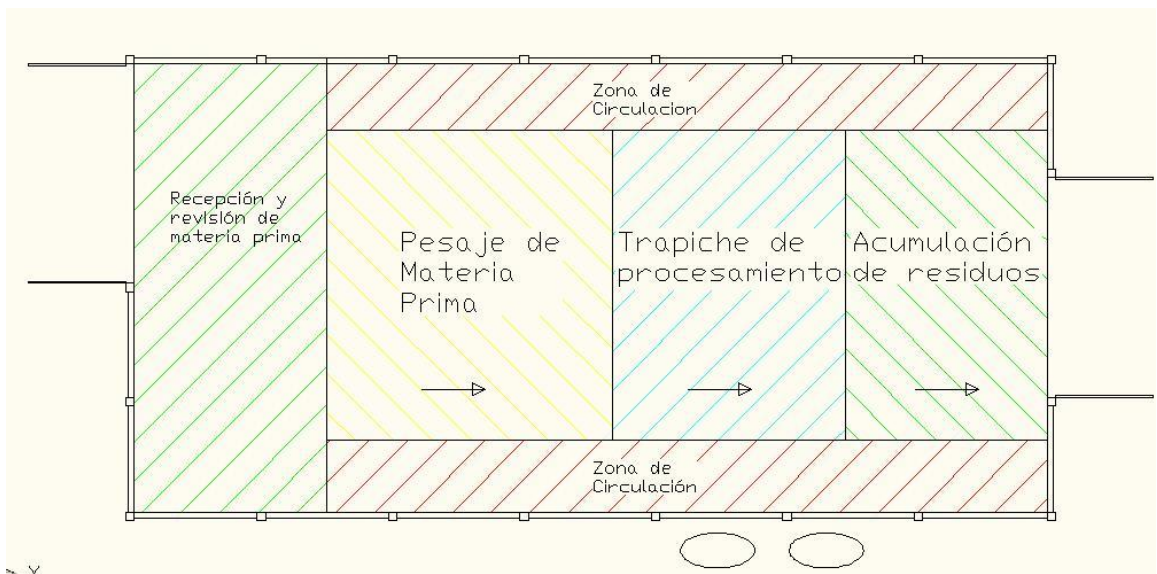 Zona de
Circulacion
Recepción y
revisión de
materia prima
Pesaje de
Materia
Prima
Trapiche de
procesamiento
Acumulación
de residuos
Zona de
Circulación
Y